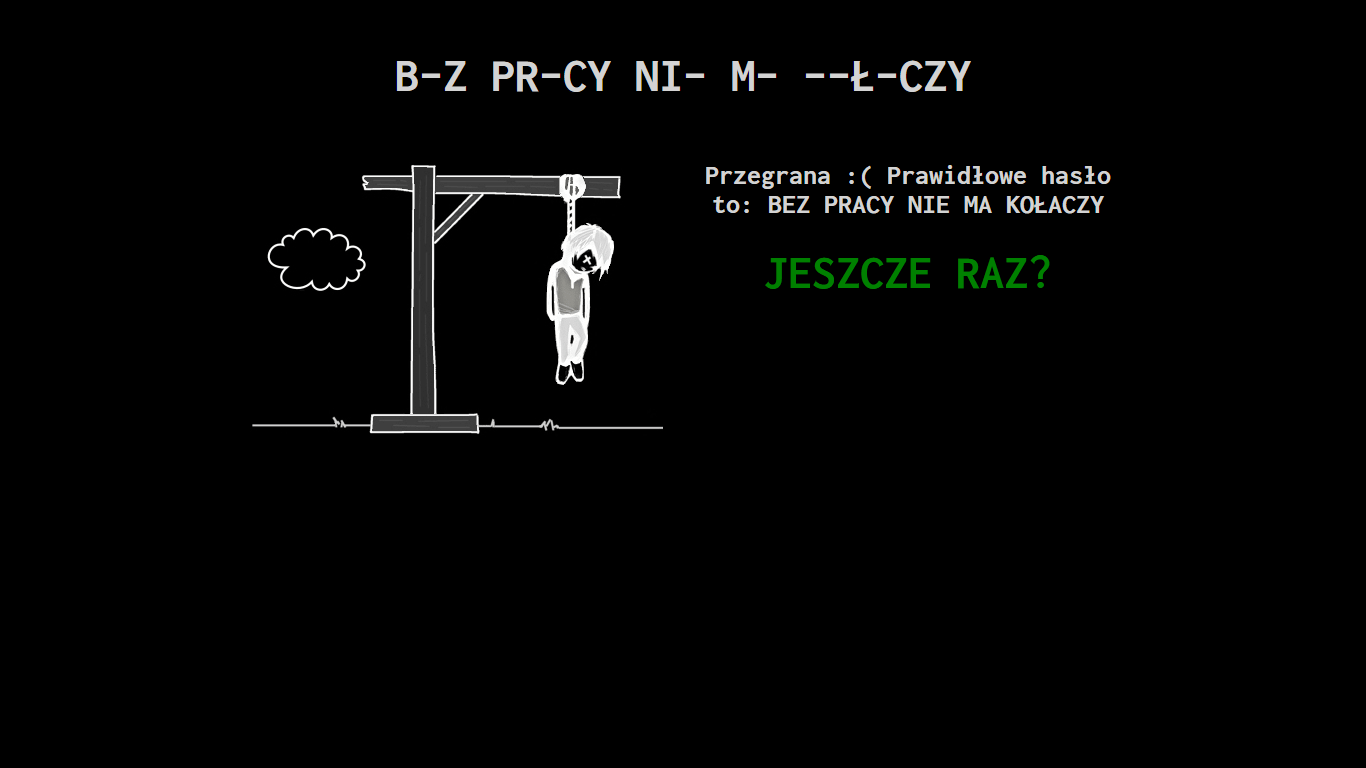 B-Z PR-CY NI- M- --Ł-CZY
Przegrana :( Prawidłowe hasło
to: BEZ PRACY NIE MA KOŁACZY
JESZCZE RAZ?